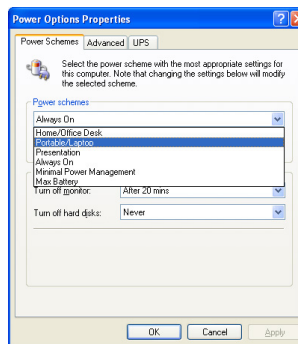 Power Options Properties
Power Schemes Advanced UPS
Select the power scheme with the most appropriate settings for
this computer. Note that changing the settings below will modify
the selected scheme.
Power schemes
Always On
Home/Office Desk
Portable/Laptop
Presentation
Always On
Minimal Power Management
Max Battery
Turn off monitor: After 20 mins
Turn off hard disks: Never
OK Cancel Apply